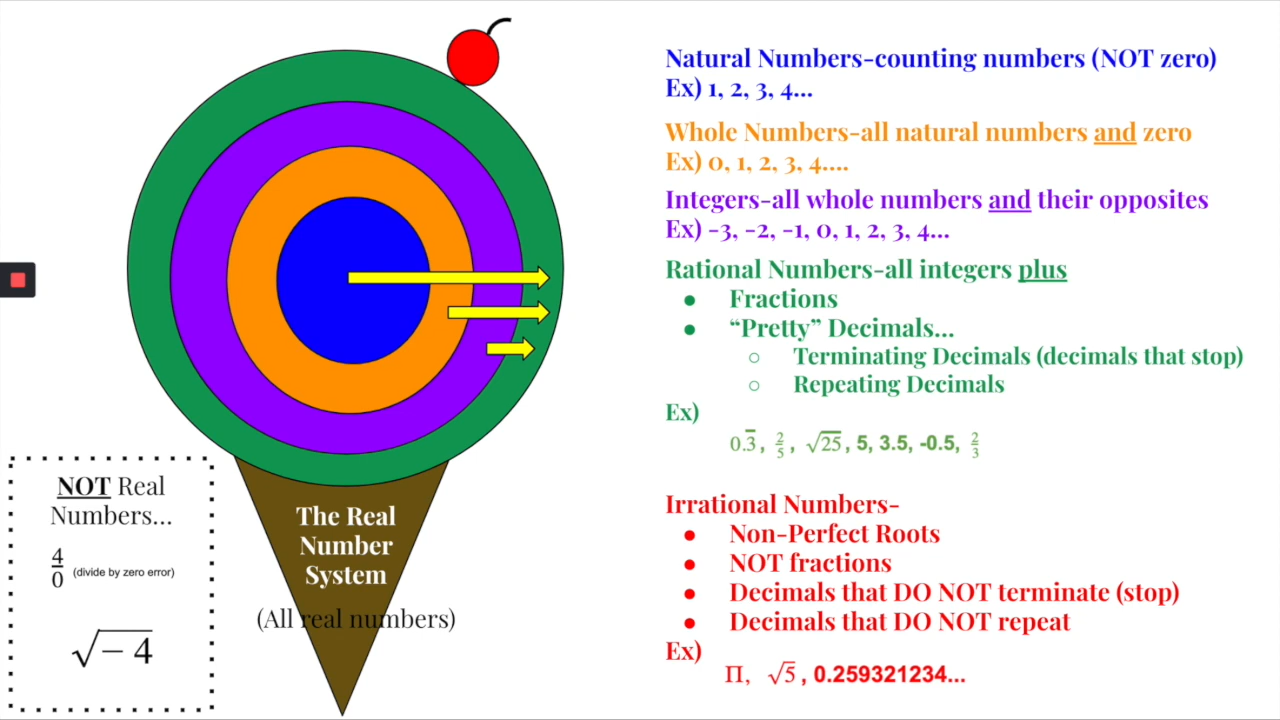 Natural Numbers-counting numbers (NOT zero)
Ex) 1, 2, 3, 4...
Whole Numbers-all natural numbers and zero
Ex) 0, 1, 2, 3, 4....
Integers-all whole numbers and their opposites
Ex) -3, -2, -1, 0, 1, 2, 3, 4...
Rational Numbers-all integers plus
● Fractions
● “Pretty” Decimals...
○ Terminating Decimals (decimals that stop)
○ Repeating Decimals
Ex)
0.3̅, 2/5, √25, 5, 3.5, -0.5, 2/3
Irrational Numbers-
● Non-Perfect Roots
● NOT fractions
● Decimals that DO NOT terminate (stop)
● Decimals that DO NOT repeat
Ex)
Π, √5, 0.259321234...
The Real
Number
System
(All real numbers)
NOT Real
Numbers...
4/0 (divide by zero error)
√-4